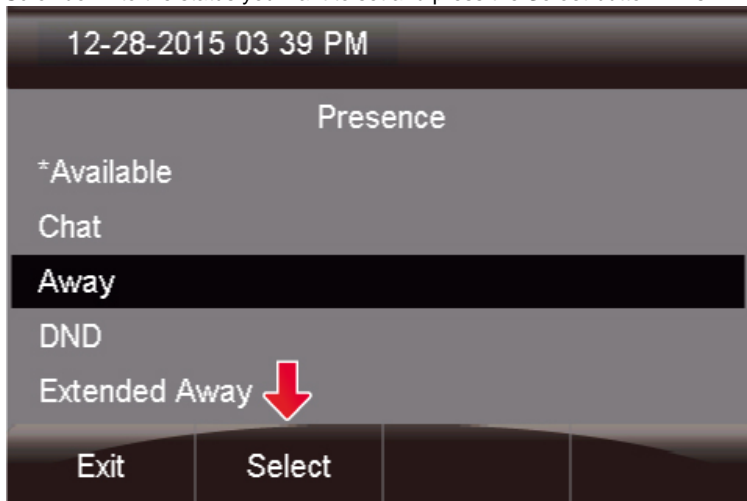 12-28-2015 03 39 PM
Presence
*Available
Chat
Away
DND
Extended Away
Exit Select